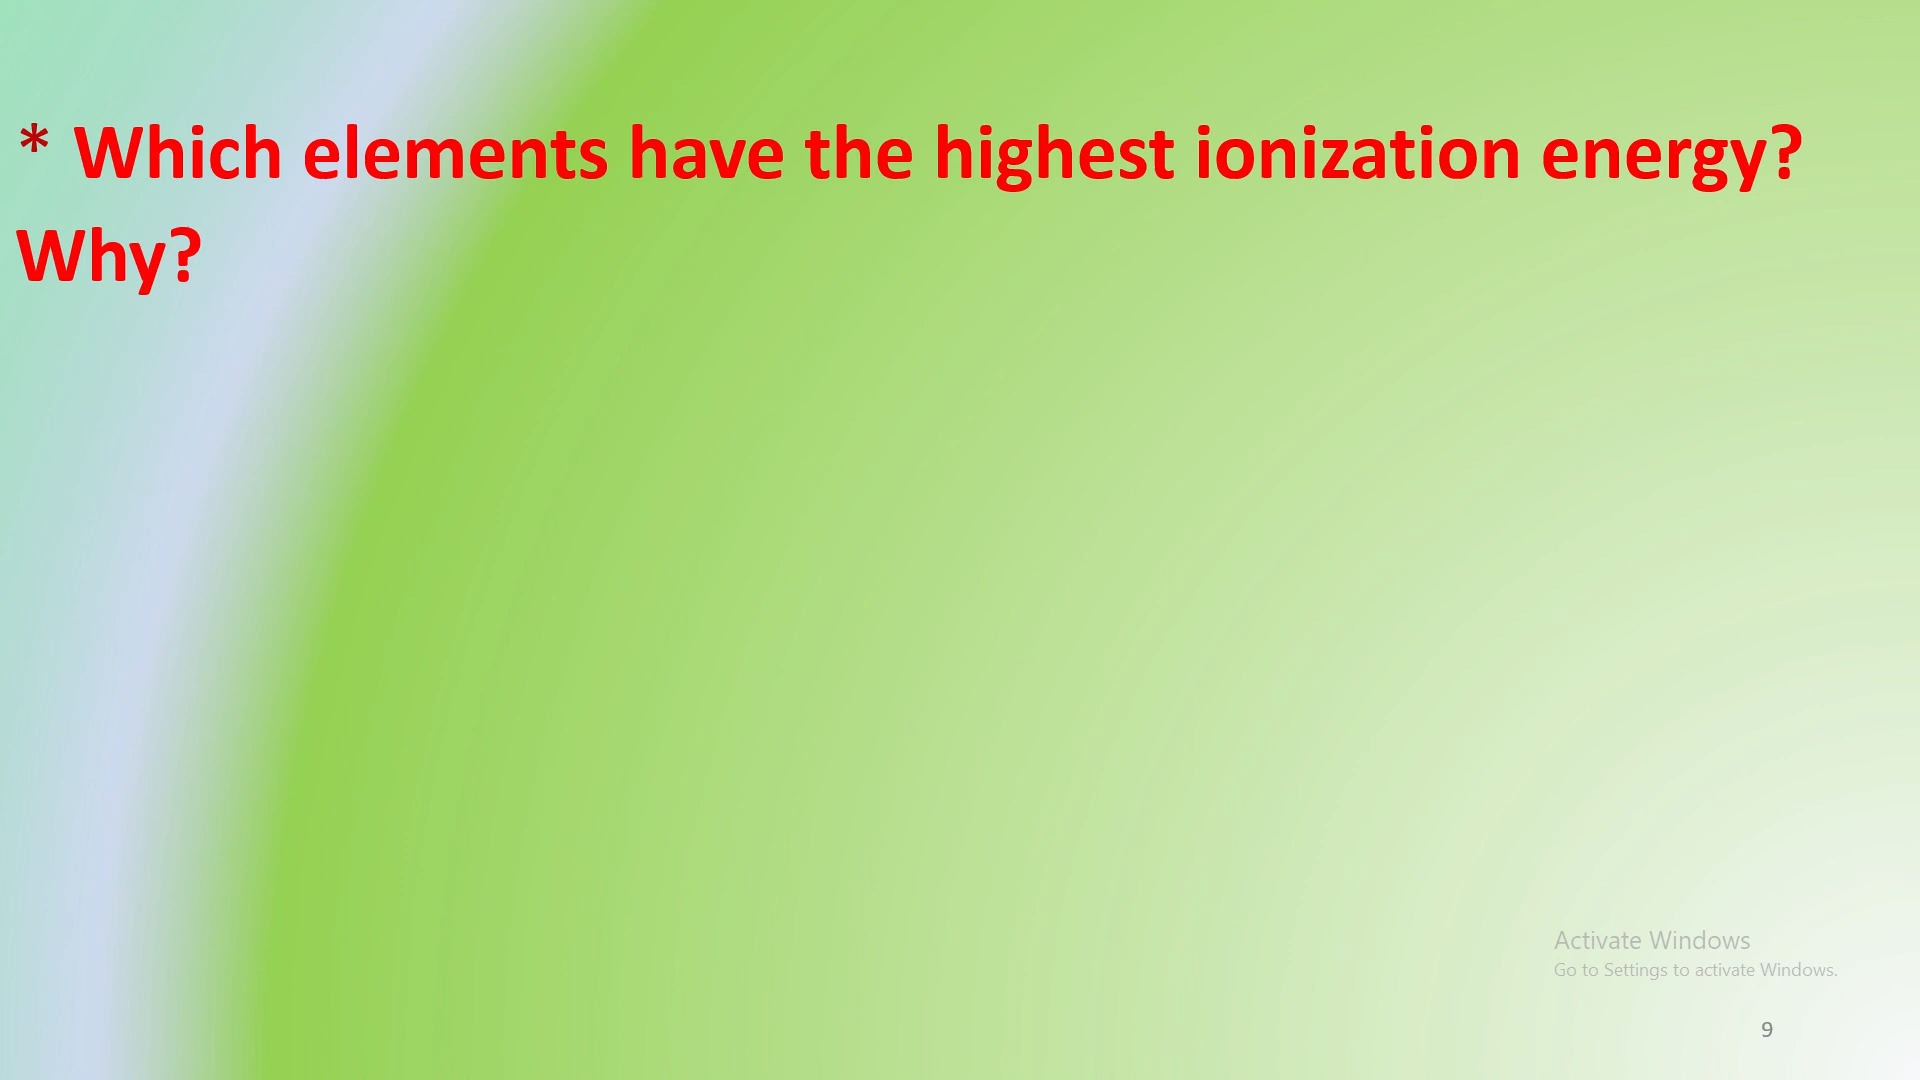 * Which elements have the highest ionization energy?
Why?
Activate Windows
Go to Settings to activate Windows.
9